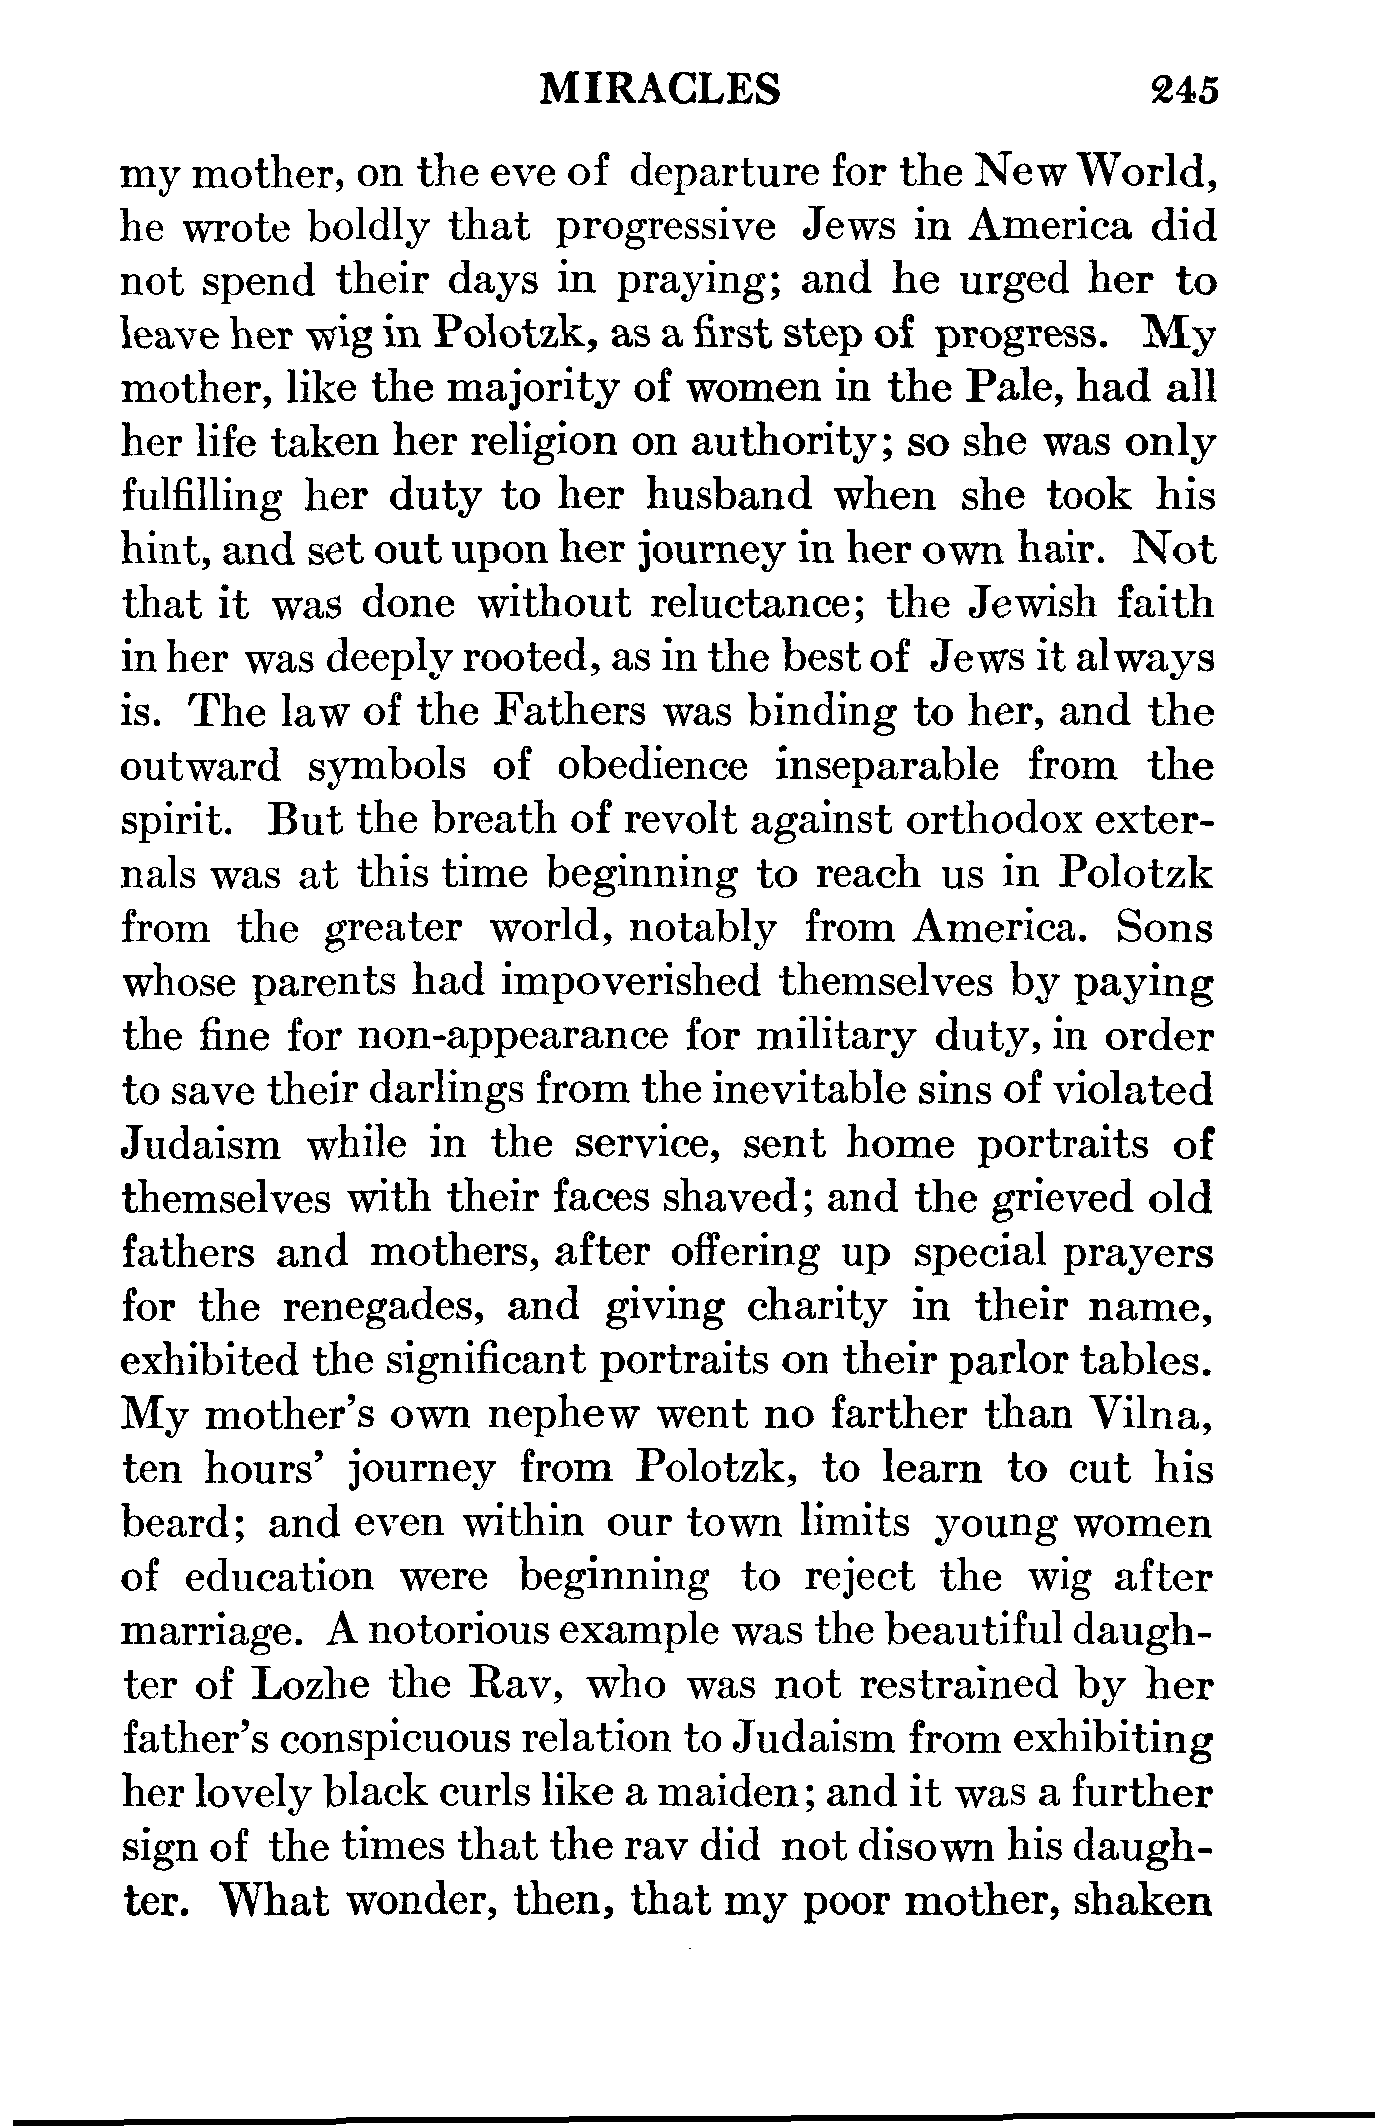 MIRACLES 245
my mother, on the eve of departure for the New World,
he wrote boldly that progressive Jews in America did
not spend their days in praying; and he urged her to
leave her wig in Polotzk, as a first step of progress. My
mother, like the majority of women in the Pale, had all
her life taken her religion on authority; so she was only
fulfilling her duty to her husband when she took his
hint, and set out upon her journey in her own hair. Not
that it was done without reluctance; the Jewish faith
in her was deeply rooted, as in the best of Jews it always
is. The law of the Fathers was binding to her, and the
outward symbols of obedience inseparable from the
spirit. But the breath of revolt against orthodox exter-
nals was at this time beginning to reach us in Polotzk
from the greater world, notably from America. Sons
whose parents had impoverished themselves by paying
the fine for non-appearance for military duty, in order
to save their darlings from the inevitable sins of violated
Judaism while in the service, sent home portraits of
themselves with their faces shaved; and the grieved old
fathers and mothers, after offering up special prayers
for the renegades, and giving charity in their name,
exhibited the significant portraits on their parlor tables.
My mother's own nephew went no farther than Vilna,
ten hours' journey from Polotzk, to learn to cut his
beard; and even within our town limits young women
of education were beginning to reject the wig after
marriage. A notorious example was the beautiful daugh-
ter of Lozhe the Rav, who was not restrained by her
father's conspicuous relation to Judaism from exhibiting
her lovely black curls like a maiden; and it was a further
sign of the times that the rav did not disown his daugh-
ter. What wonder, then, that my poor mother, shaken